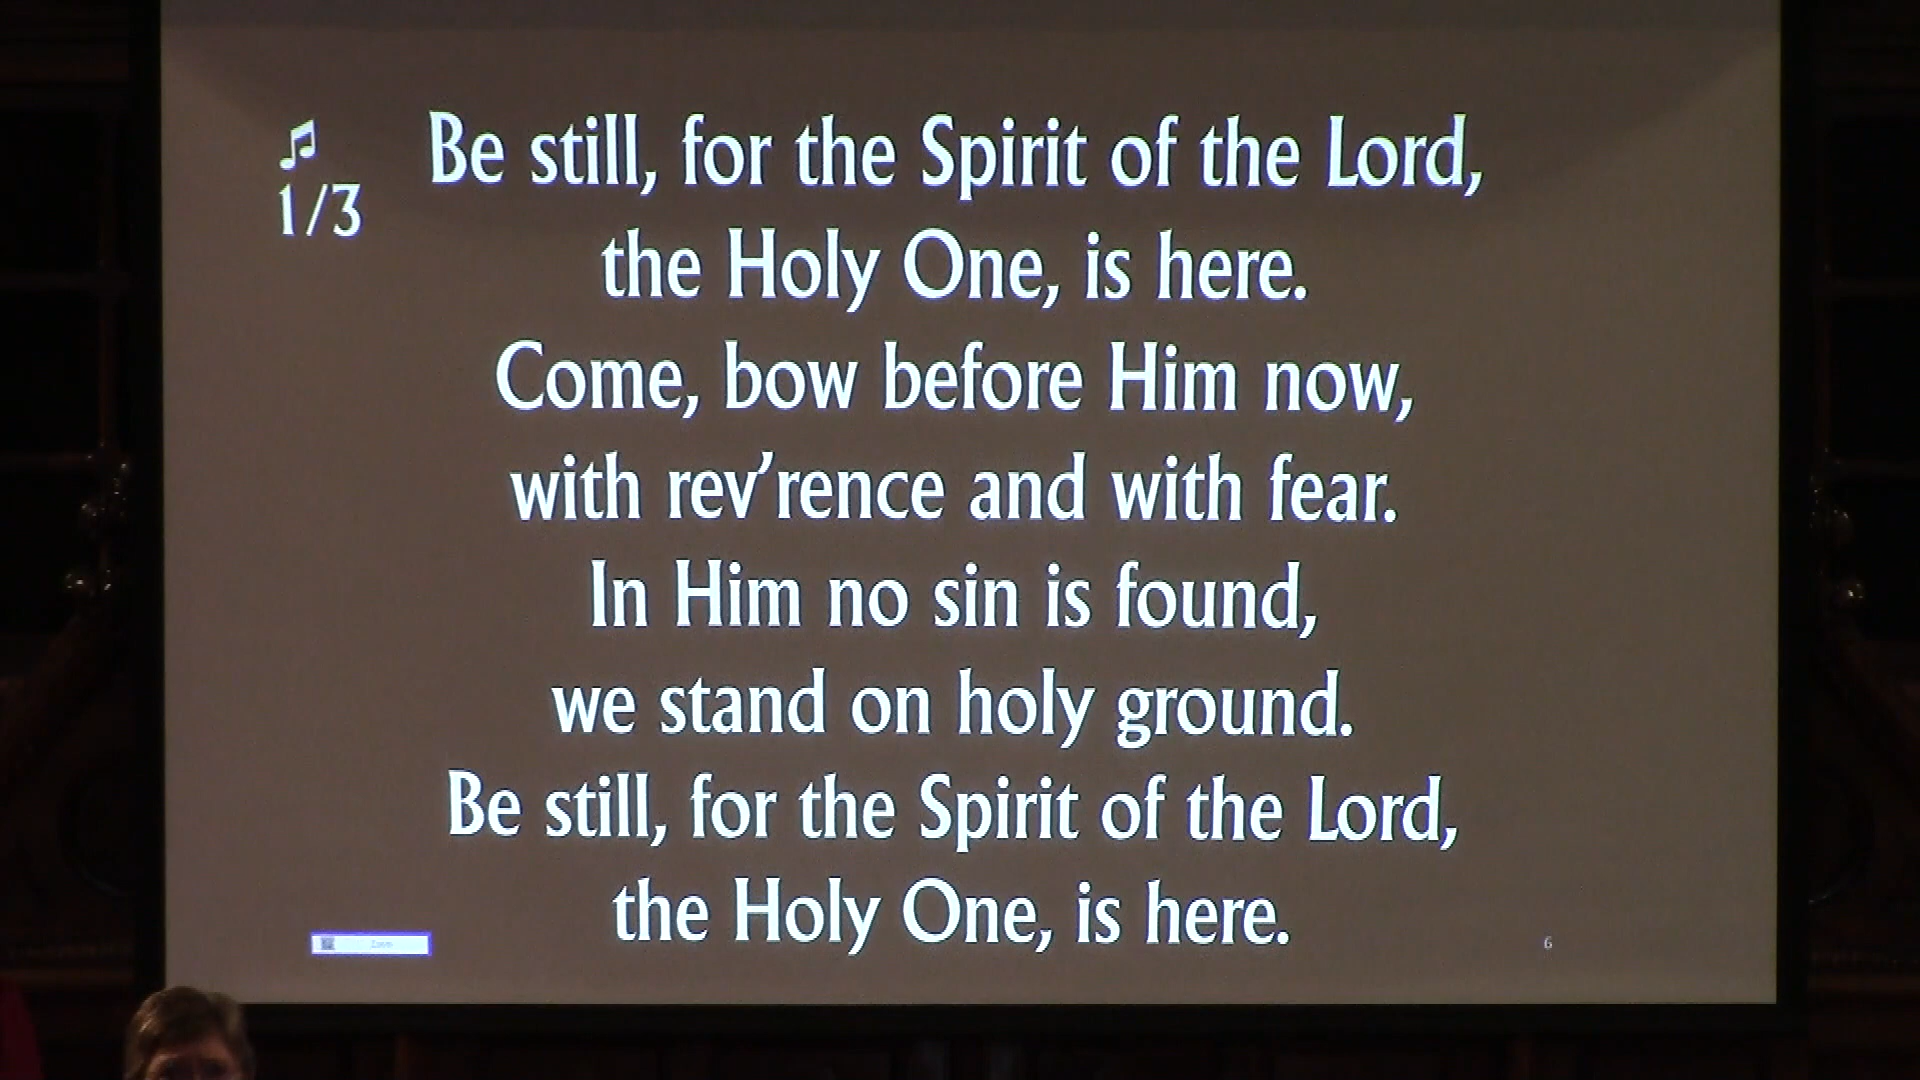 ♫
1/3
Be still, for the Spirit of the Lord,
the Holy One, is here.
Come, bow before Him now,
with rev’rence and with fear.
In Him no sin is found,
we stand on holy ground.
Be still, for the Spirit of the Lord,
the Holy One, is here.
6